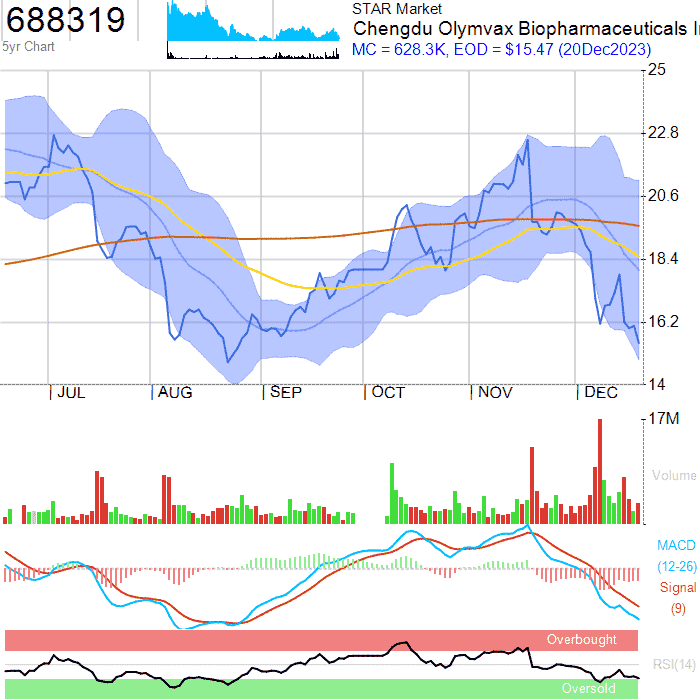 688319
5yr Chart
STAR Market
Chengdu Olymvax Biopharmaceuticals I
MC = 628.3K, EOD = $15.47 (20Dec2023)
25
22.8
20.6
18.4
16.2
14
JUL AUG SEP OCT NOV DEC
17M
Volume
MACD
(12-26)
Signal
(9)
Overbought
RSI(14)
Oversold